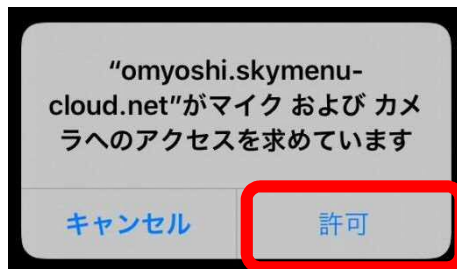 “omyoshi.skymenu-
cloud.net”がマイク および カメ
ラへのアクセスを求めています
キャンセル
許可